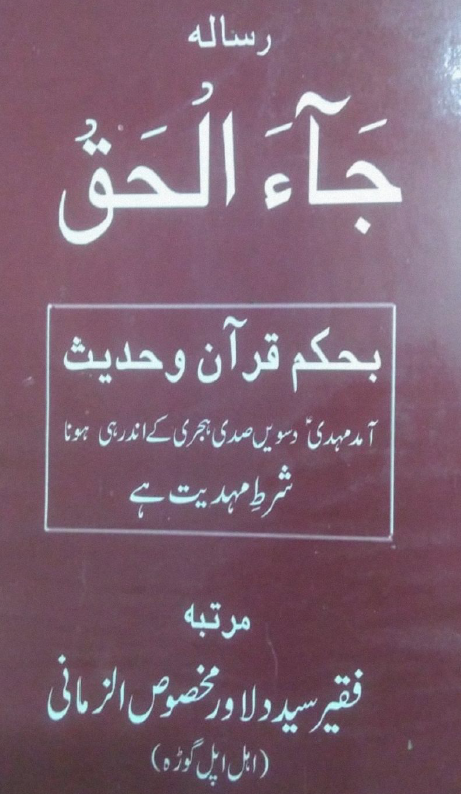 رسالہ
جَآءَ الْحَقُّ
بحکم قرآن و حدیث
آمد مہدیؑ دسویں صدی ہجری کے اندر ہی ہونا
شرطِ مہدیت ہے
مرتبہ
فقیر سید دلاور مخصوص الزمانی
(اہل اپل گوڑہ)